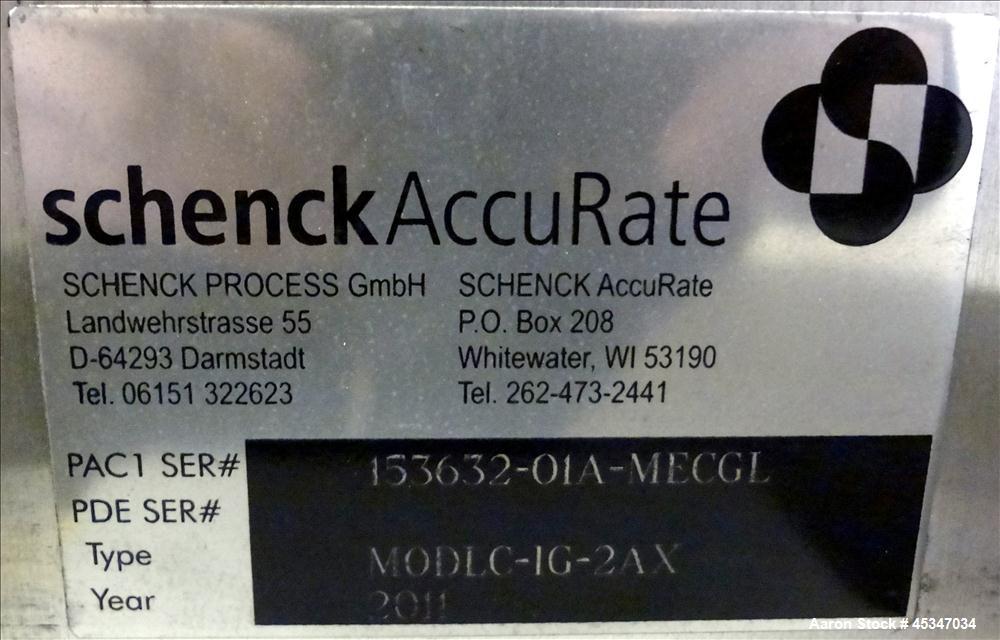 schenckAccuRate
SCHENCK PROCESS GmbH
Landwehrstrasse 55
D-64293 Darmstadt
Tel. 06151 322623
SCHENCK AccuRate
P.O. Box 208
Whitewater, WI 53190
Tel. 262-473-2441
PAC1 SER# 153632-01A-MECGL
PDE SER#
Type MODLC-IG-2AX
Year 2011
Aaron Stock # 45347034